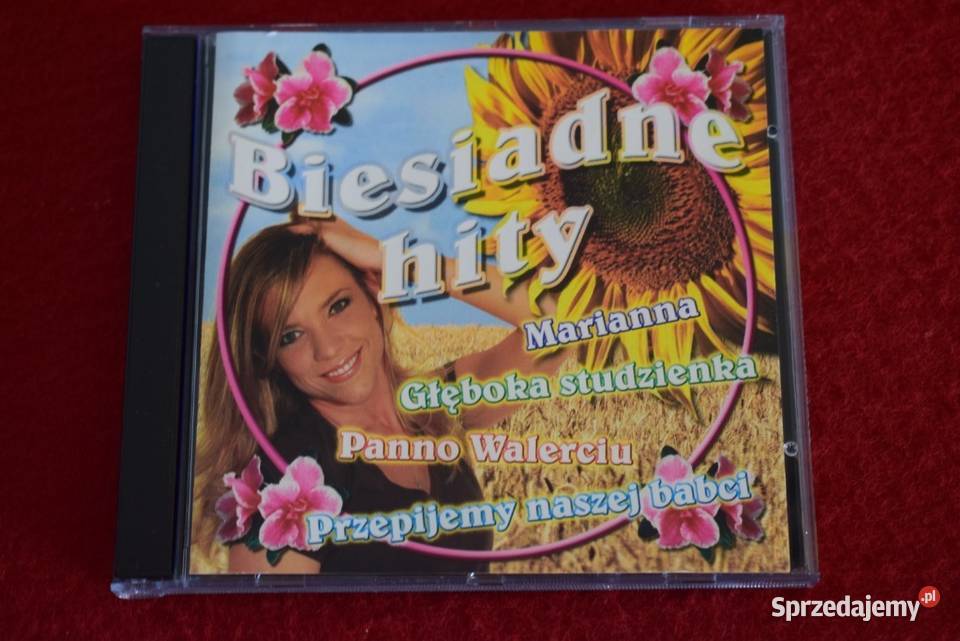 Biesiadne
hity
Marianna
Głęboka studzienka
Panno Walerciu
Przepijemy naszej babci
Sprzedajemy.pl